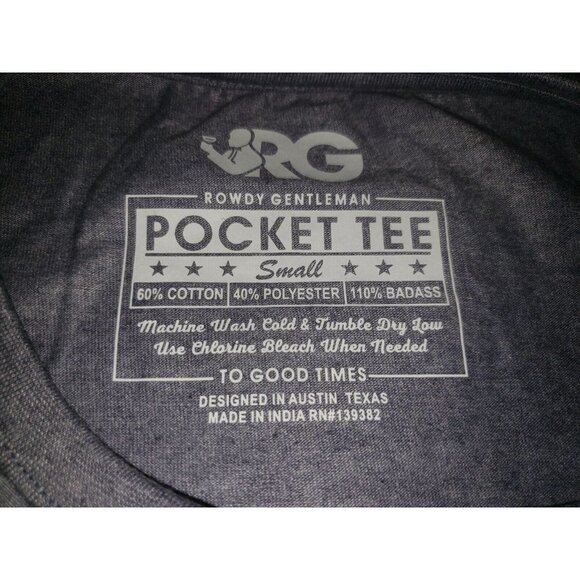 RG
ROWDY GENTLEMAN
POCKET TEE
★ ★ ★ Small ★ ★ ★
60% COTTON 40% POLYESTER 110% BADASS
Machine Wash Cold & Tumble Dry Low
Use Chlorine Bleach When Needed
TO GOOD TIMES
DESIGNED IN AUSTIN TEXAS
MADE IN INDIA RN#139382